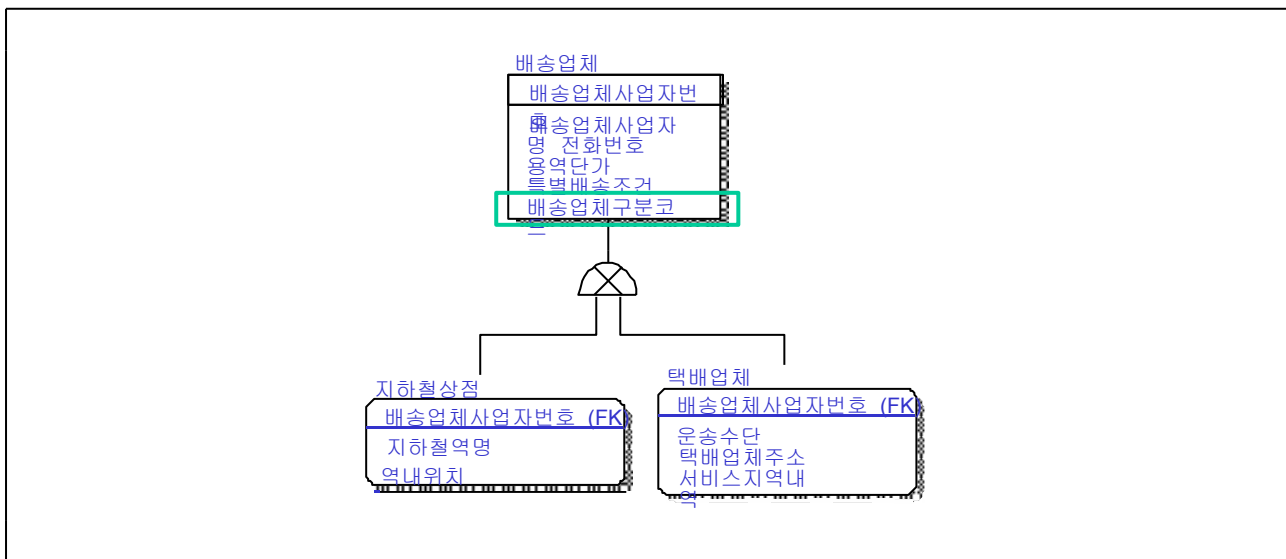 배송업체
배송업체사업자번
호
배송업체사업자
명 전화번호
용역단가
특별배송조건
배송업체구분코
드
지하철상점
배송업체사업자번호 (FK
지하철역명
역내위치
택배업체
배송업체사업자번호 (FK
운송수단
택배업체주소
서비스지역내
역